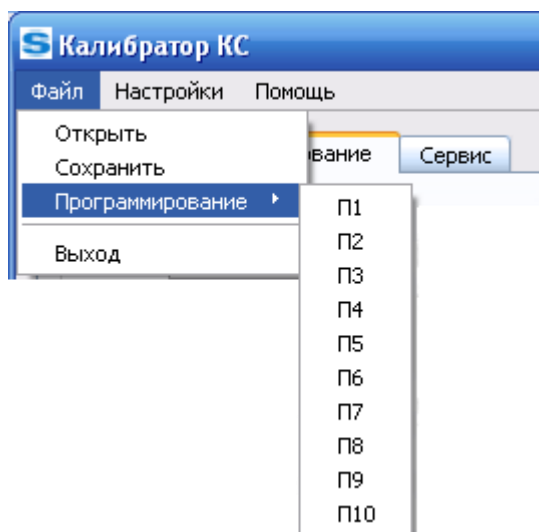 Калибратор КС
Файл Настройки Помощь
Открыть
Сохранить
Программирование
Выход
Сервис
П1
П2
П3
П4
П5
П6
П7
П8
П9
П10